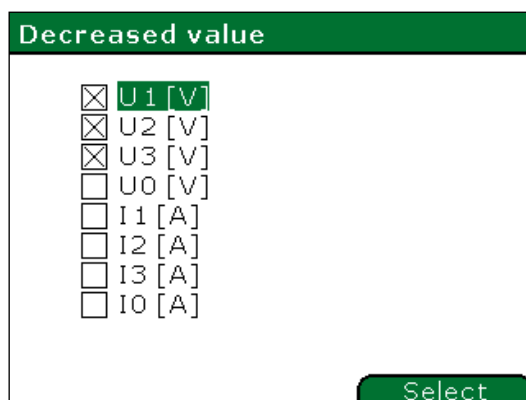 Decreased value
U1 [V]
U2 [V]
U3 [V]
U0 [V]
I1 [A]
I2 [A]
I3 [A]
I0 [A]
Select